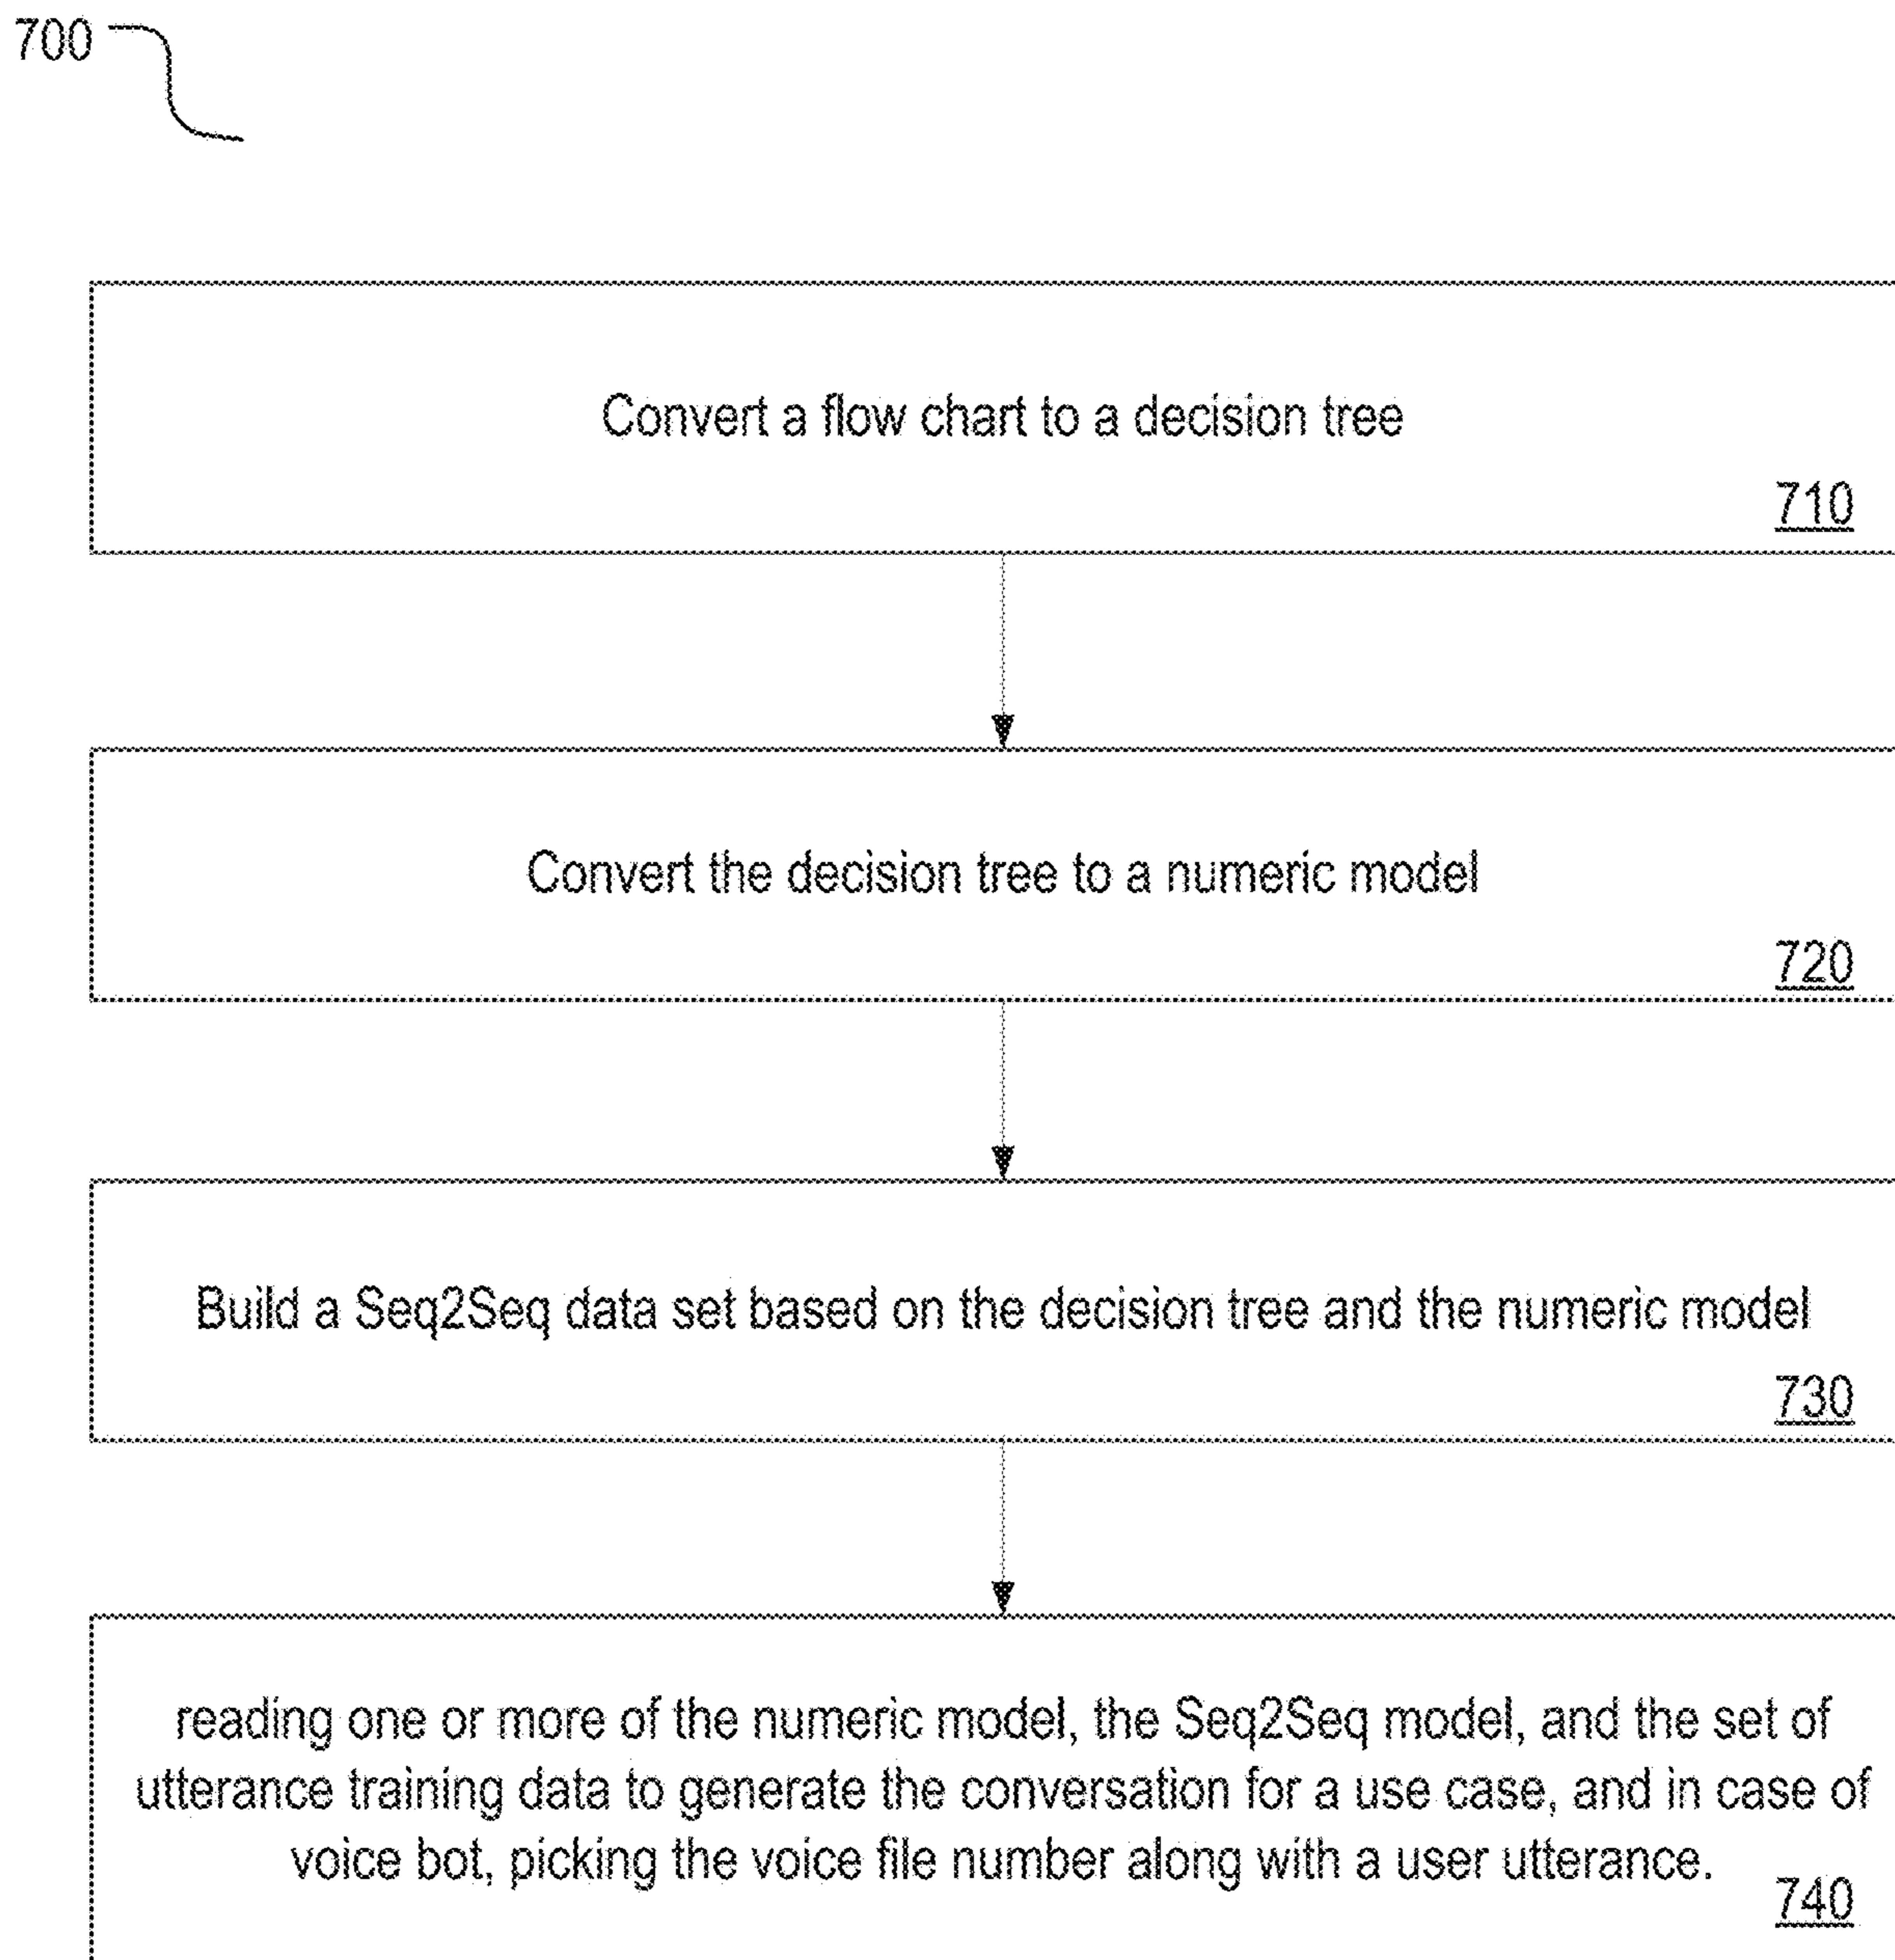 700
Convert a flow chart to a decision tree
710
Convert the decision tree to a numeric model
720
Build a Seq2Seq data set based on the decision tree and the numeric model
730
reading one or more of the numeric model, the Seq2Seq model, and the set of
utterance training data to generate the conversation for a use case, and in case of
voice bot, picking the voice file number along with a user utterance.
740